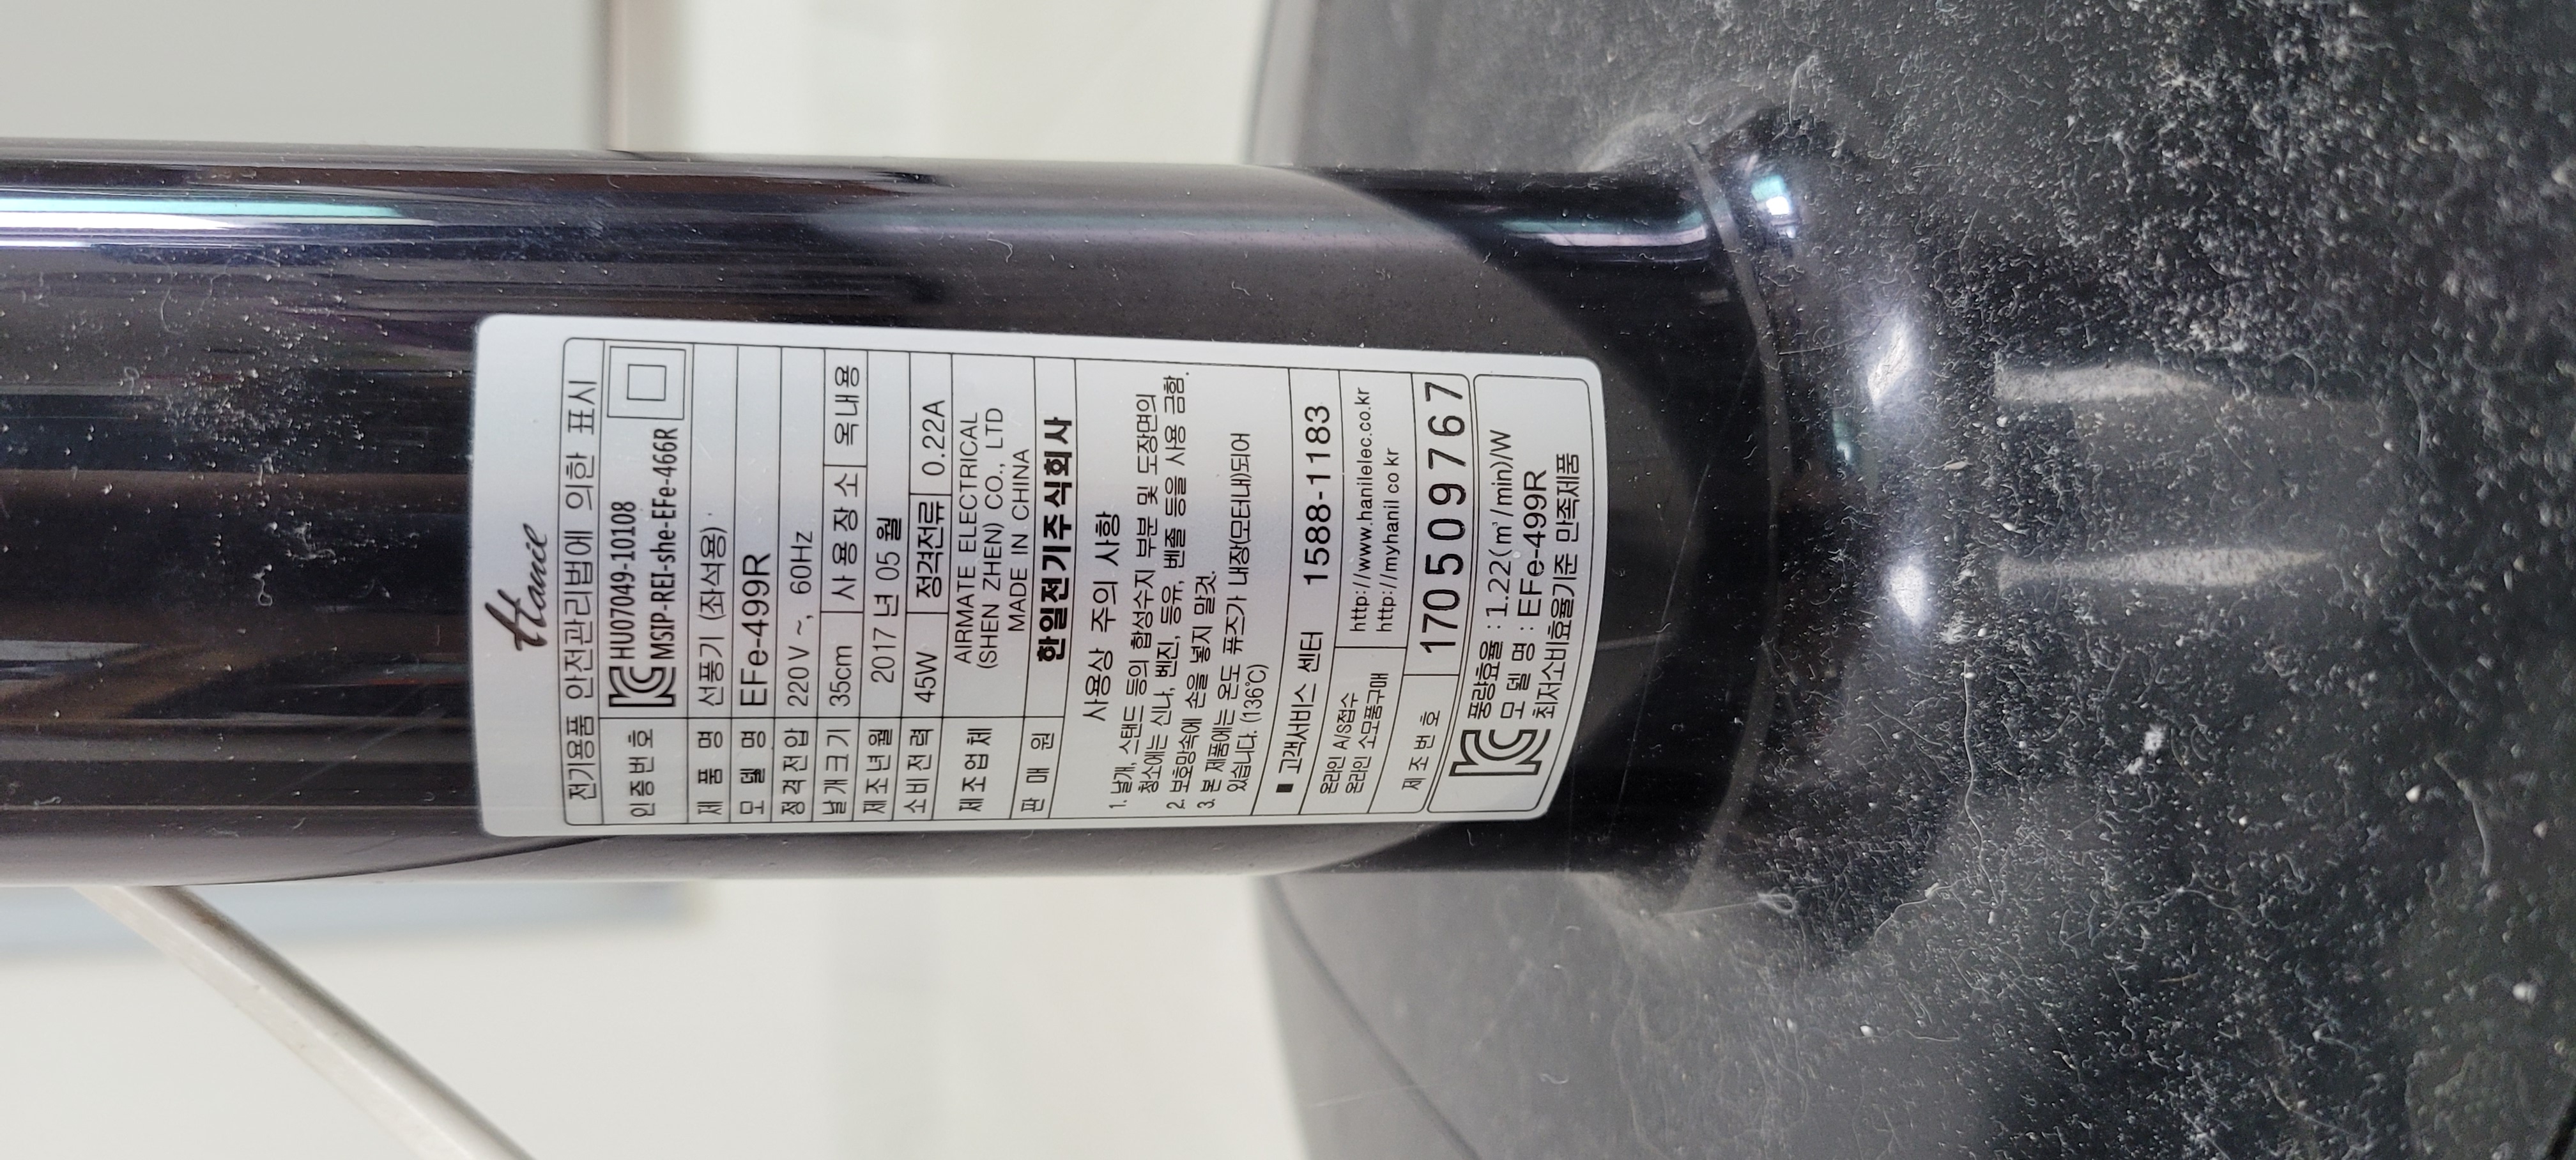 Hanil
전기용품 안전관리법에 의한 표시
인증번호 HU07049-10108
MSIP-REI-she-EFe-466R
제 품 명 선풍기 (좌석용)
모 델 명 EFe-499R
정격전압 220V ~, 60Hz
날개크기 35cm 사용장소 옥내용
제조년월 2017 년 05 월
소비전력 45W 정격전류 0.22A
제조업체 AIRMATE ELECTRICAL
(SHEN ZHEN) CO., LTD
MADE IN CHINA
판 매 원 한일전기주식회사
사용상 주의 사항
1. 날개, 스탠드 등의 합성수지 부분 및 도장면의
청소에는 신나, 벤진, 등유, 벤졸 등을 사용 금함.
2. 보호망속에 손을 넣지 말것.
3. 본 제품에는 온도 퓨즈가 내장(모터내)되어
있습니다. (136℃)
■ 고객서비스 센터 1588-1183
온라인 A/S접수 http://www.hanilelec.co.kr
온라인 소모품구매 http://myhanil co kr
제조번호 170509767
풍량효율 : 1.22(㎥/min)/W
모 델 명 : EFe-499R
최저소비효율기준 만족제품